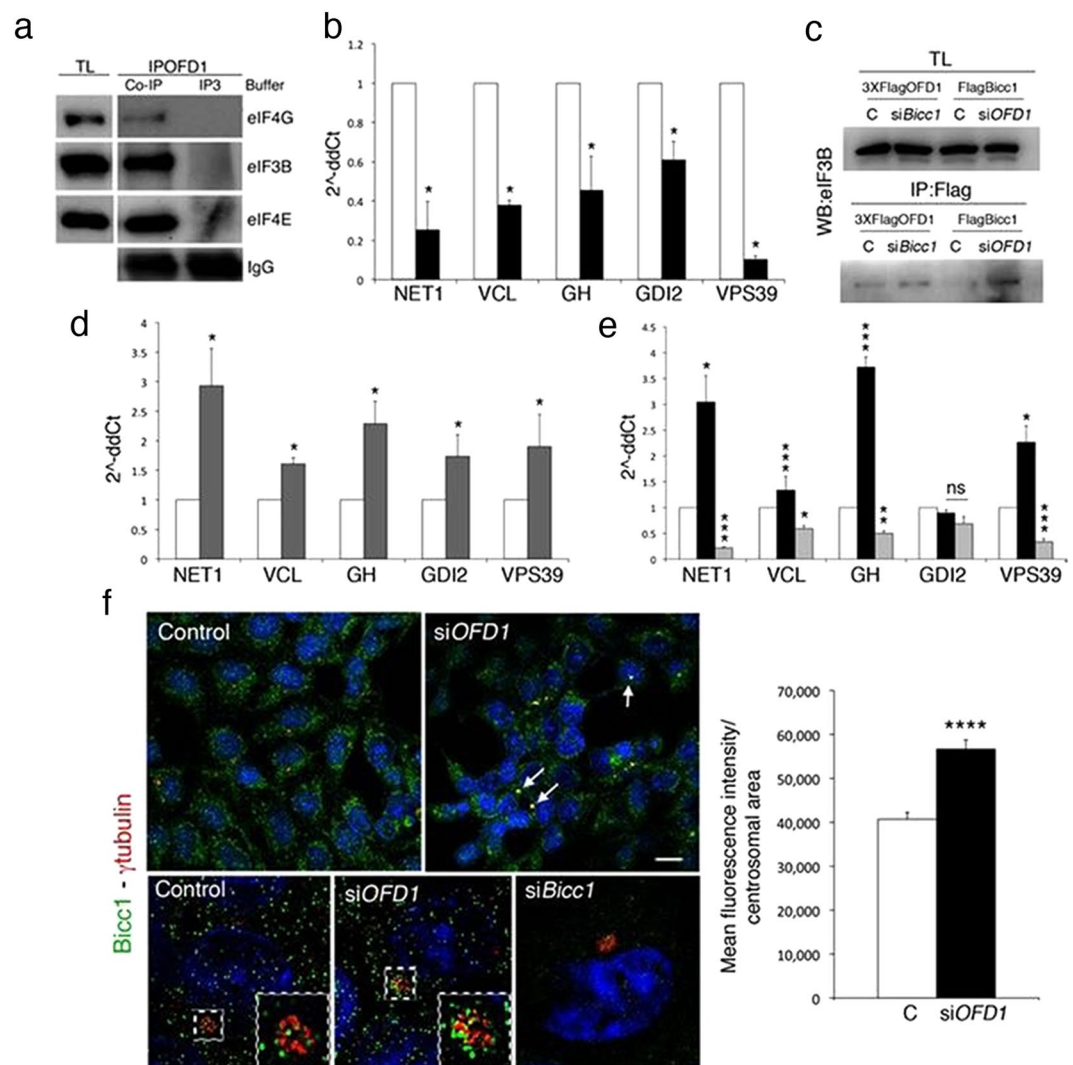 a
TL IPOFD1
Co-IP IP3 Buffer
eIF4G
eIF3B
eIF4E
IgG
b
2^-ddCt
1.2
1
0.8
0.6
0.4
0.2
0
* * * * *
NET1 VCL GH GDI2 VPS39
c
TL
3XFlagOFD1 FlagBicc1
C siBicc1 C siOFD1
WB:eIF3B
IP:Flag
3XFlagOFD1 FlagBicc1
C siBicc1 C siOFD1
d
2^-ddCt
4
3.5
3
2.5
2
1.5
1
0.5
0
* * * * *
NET1 VCL GH GDI2 VPS39
e
2^-ddCt
4.5
4
3.5
3
2.5
2
1.5
1
0.5
0
* *** *** * *** ** ns * ***
NET1 VCL GH GDI2 VPS39
f
Bicc1 - γtubulin
Control siOFD1
Control siOFD1 siBicc1
Mean fluorescence intensity/
centrosomal area
70,000
60,000
50,000
40,000
30,000
20,000
10,000
0
****
C siOFD1